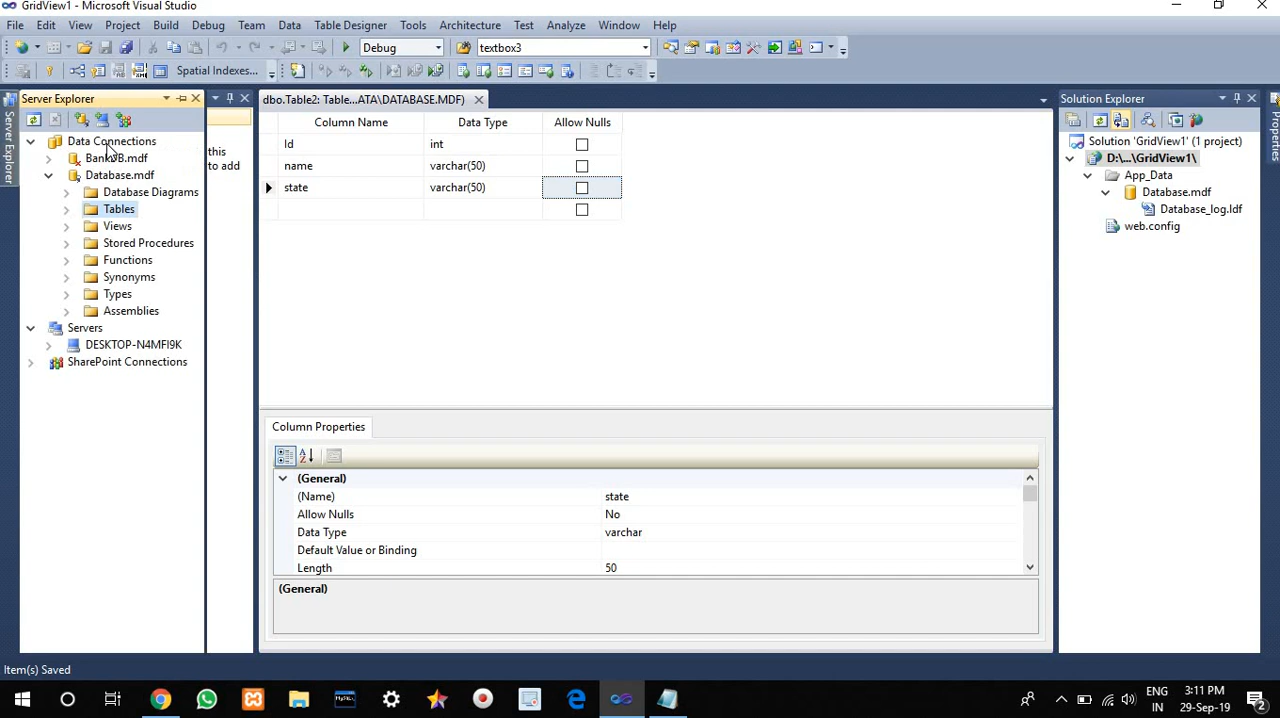 GridView1 - Microsoft Visual Studio
File Edit View Project Build Debug Team Data Table Designer Tools Architecture Test Analyze Window Help
Debug textbox3
Spatial Indexes...
Server Explorer
Server Explorer
Data Connections
Database.mdf
Database Diagrams
Tables
Views
Stored Procedures
Functions
Synonyms
Types
Assemblies
Servers
DESKTOP-N4MFI9K
SharePoint Connections
this
to add
dbo.Table2: Table...ATA\DATABASE.MDF)
Column Name Data Type Allow Nulls
Id int
name varchar(50)
state varchar(50)
Column Properties
(General)
(Name) state
Allow Nulls No
Data Type varchar
Default Value or Binding
Length 50
(General)
Solution Explorer
Solution 'GridView1' (1 project)
D:\...\GridView1\
App_Data
Database.mdf
Database_log.ldf
web.config
Properties
Item(s) Saved
ENG
IN
3:11 PM
29-Sep-19
2